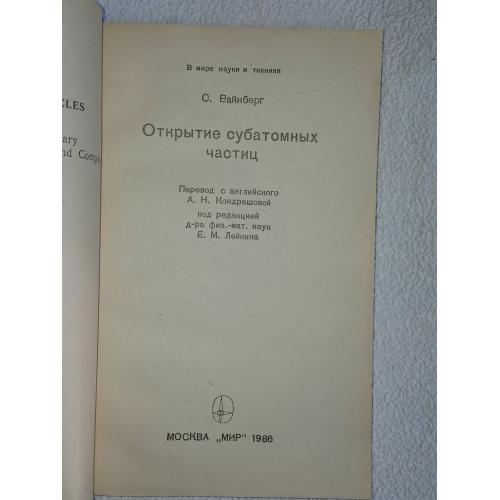 CLES
ary
nd Compa
В мире науки и техники
С. Вайнберг
Открытие субатомных
частиц
Перевод с английского
А. Н. Кондрашовой
под редакцией
д-ра физ.-мат. наук
Е. М. Лейкина
МОСКВА „МИР" 1986